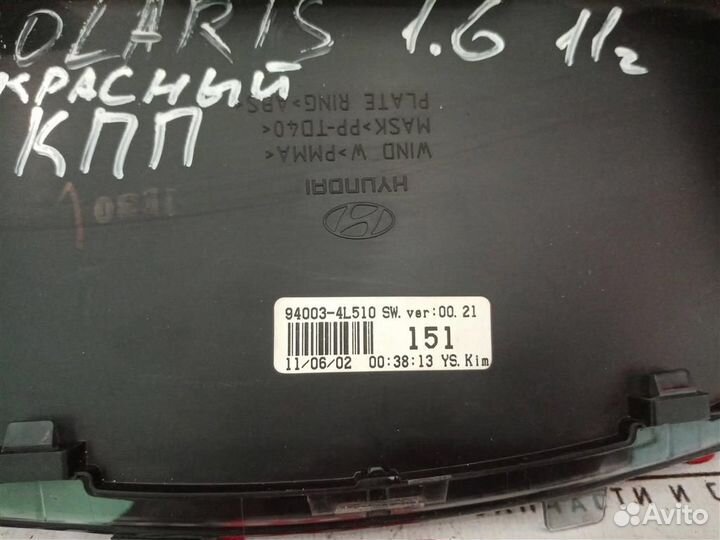 OLARIS 1.6 11г
КРАСНЫЙ
КПП
PLATE RING>ABS<
MASK>PP-TD40<
WIND W>PMMA<
HYUNDAI
94003-4L510 SW. ver:00. 21
151
11/06/02 00:38:13 YS. Kim
Avito